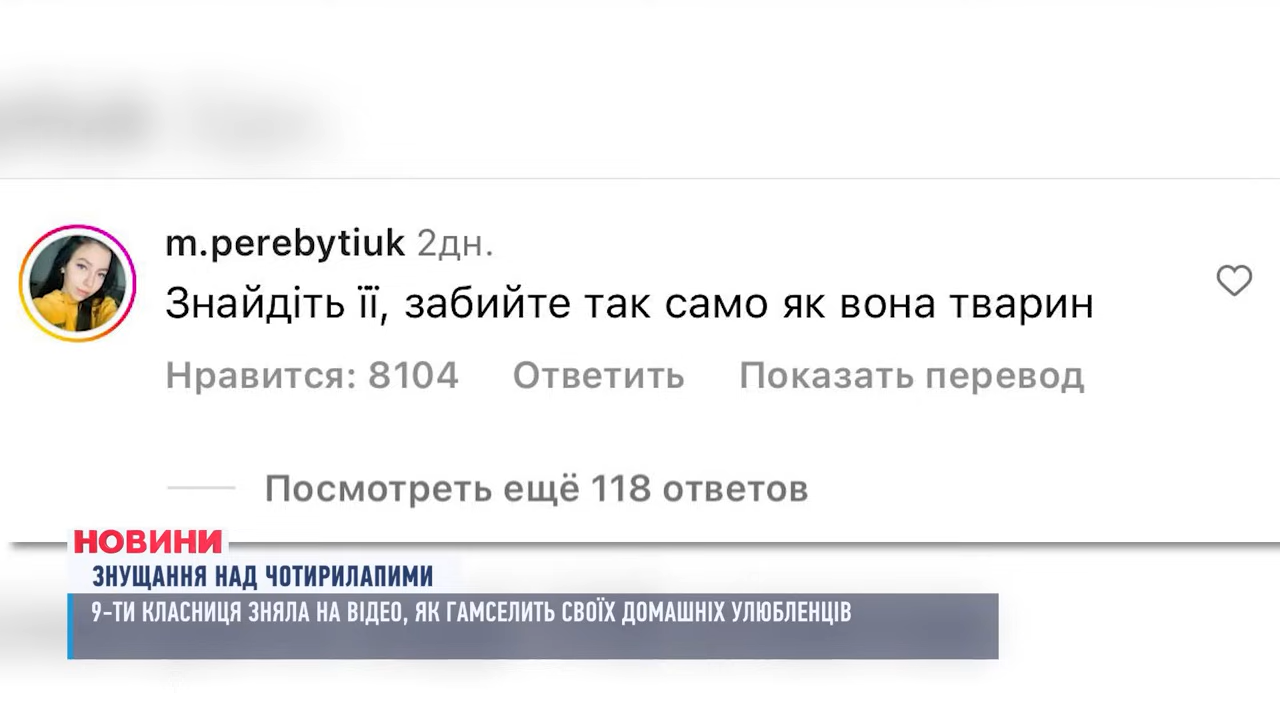 m.perebytiuk 2дн.
Знайдіть її, забийте так само як вона тварин
Нравится: 8104 Ответить Показать перевод
Посмотреть ещё 118 ответов
НОВИНИ
ЗНУЩАННЯ НАД ЧОТИРИЛАПИМИ
9-ТИ КЛАСНИЦЯ ЗНЯЛА НА ВІДЕО, ЯК ГАМСЕЛИТЬ СВОЇХ ДОМАШНІХ УЛЮБЛЕНЦІВ